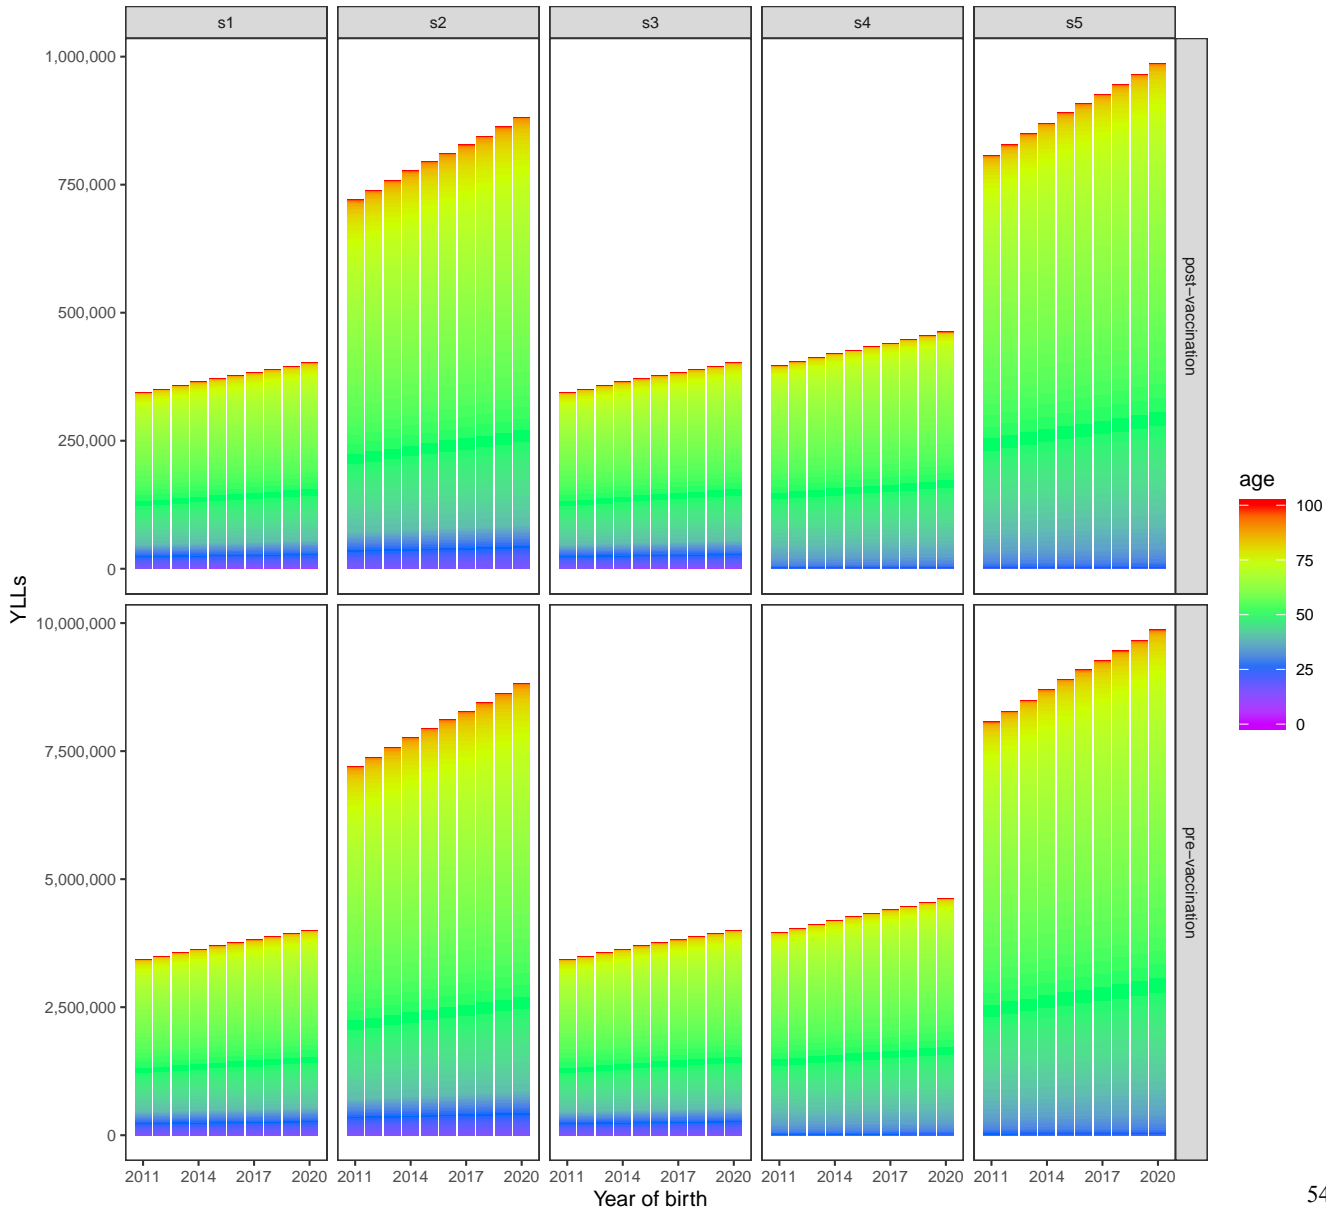 s1 s2 s3 s4 s5
1,000,000
750,000
500,000
250,000
0
post−vaccination
10,000,000
7,500,000
5,000,000
2,500,000
0
pre−vaccination
YLLs
2011 2014 2017 2020 2011 2014 2017 2020 2011 2014 2017 2020 2011 2014 2017 2020 2011 2014 2017 2020
Year of birth
age
100
75
50
25
0
54